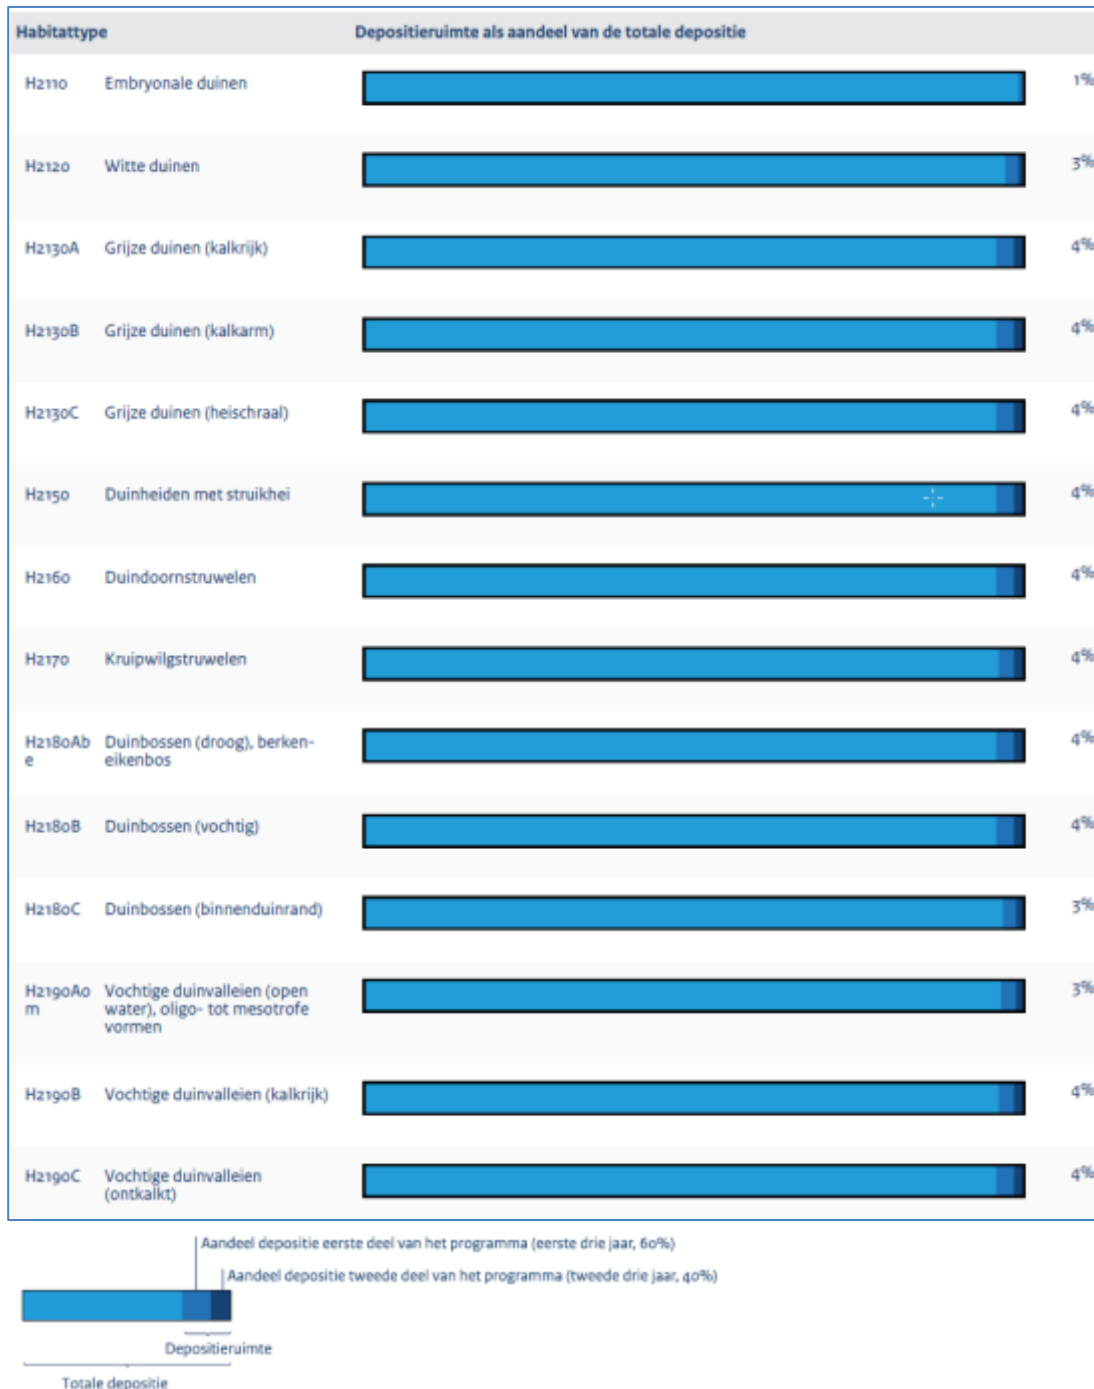 Habitattype Depositieruimte als aandeel van de totale depositie
H2110 Embryonale duinen 1%
H2120 Witte duinen 3%
H2130A Grijze duinen (kalkrijk) 4%
H2130B Grijze duinen (kalkarm) 4%
H2130C Grijze duinen (heischraal) 4%
H2150 Duinheiden met struikhei 4%
H2160 Duindoornstruwelen 4%
H2170 Kruipwilgstruwelen 4%
H2180Ab Duinbossen (droog), berken- 4%
e eikenbos
H2180B Duinbossen (vochtig) 4%
H2180C Duinbossen (binnenduinrand) 3%
H2190Ao Vochtige duinvalleien (open 3%
m water), oligo- tot mesotrofe
vormen
H2190B Vochtige duinvalleien (kalkrijk) 4%
H2190C Vochtige duinvalleien 4%
(ontkalkt)
Aandeel depositie eerste deel van het programma (eerste drie jaar, 60%)
Aandeel depositie tweede deel van het programma (tweede drie jaar, 40%)
Depositieruimte
Totale depositie